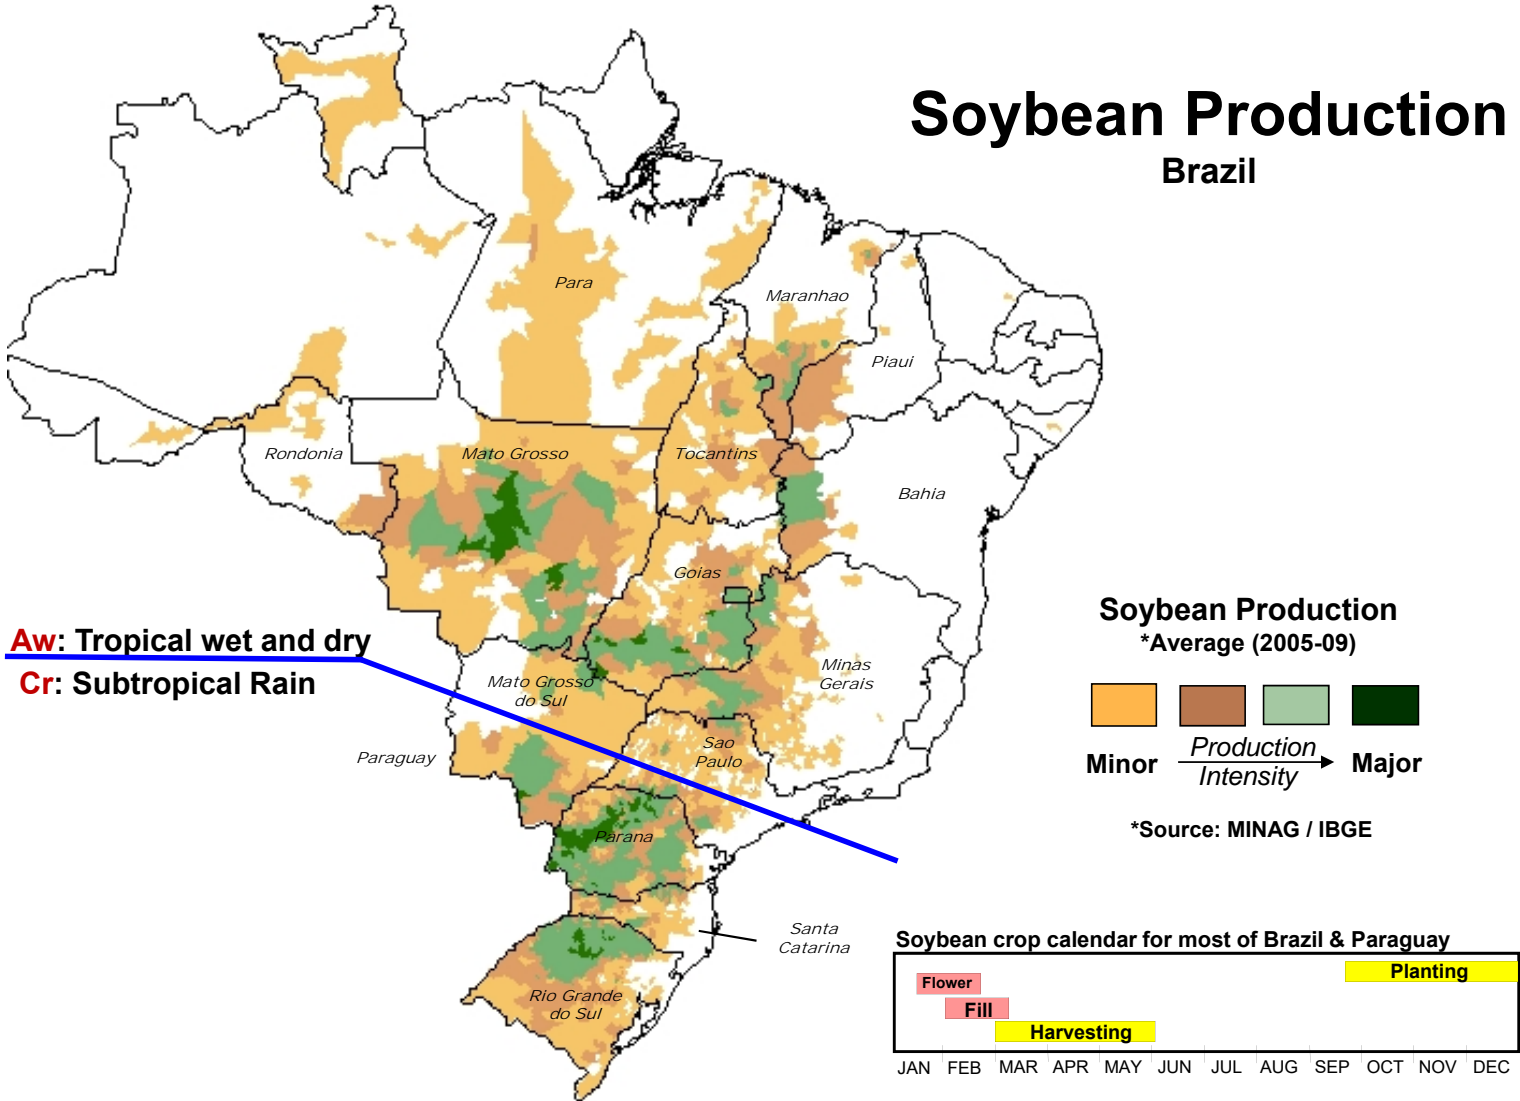 Soybean Production
Brazil
Para
Maranhao
Piaui
Rondonia
Mato Grosso
Tocantins
Bahia
Goias
Aw: Tropical wet and dry
Cr: Subtropical Rain
Mato Grosso
do Sul
Minas
Gerais
Paraguay
Sao
Paulo
Parana
Santa
Catarina
Rio Grande
do Sul
Soybean Production
*Average (2005-09)
Minor
Production
Intensity
Major
*Source: MINAG / IBGE
Soybean crop calendar for most of Brazil & Paraguay
Planting
Flower
Fill
Harvesting
JAN FEB MAR APR MAY JUN JUL AUG SEP OCT NOV DEC